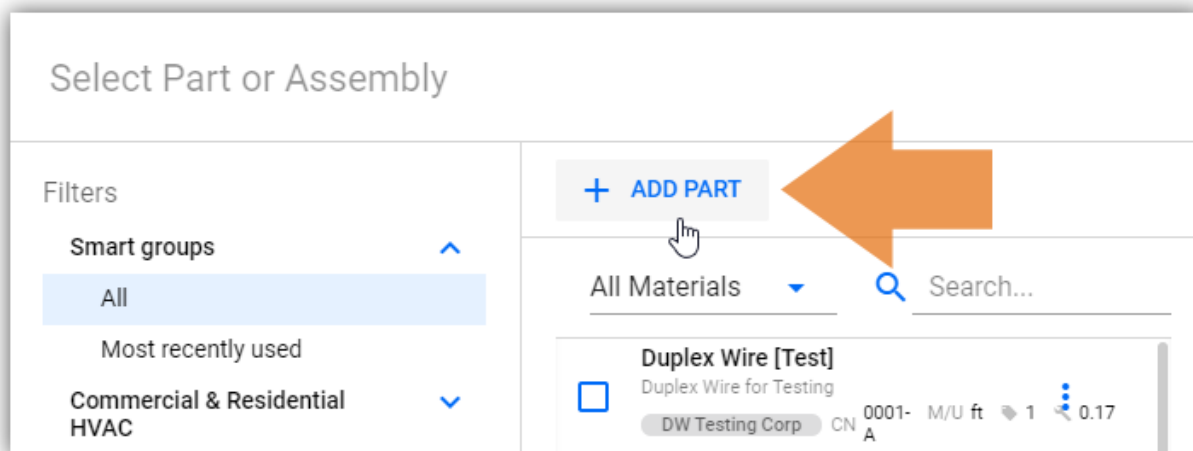 Select Part or Assembly
Filters
Smart groups
All
Most recently used
Commercial & Residential
HVAC
+ ADD PART
All Materials
Search...
Duplex Wire [Test]
Duplex Wire for Testing
DW Testing Corp CN 0001- M/U ft 1 0.17
A